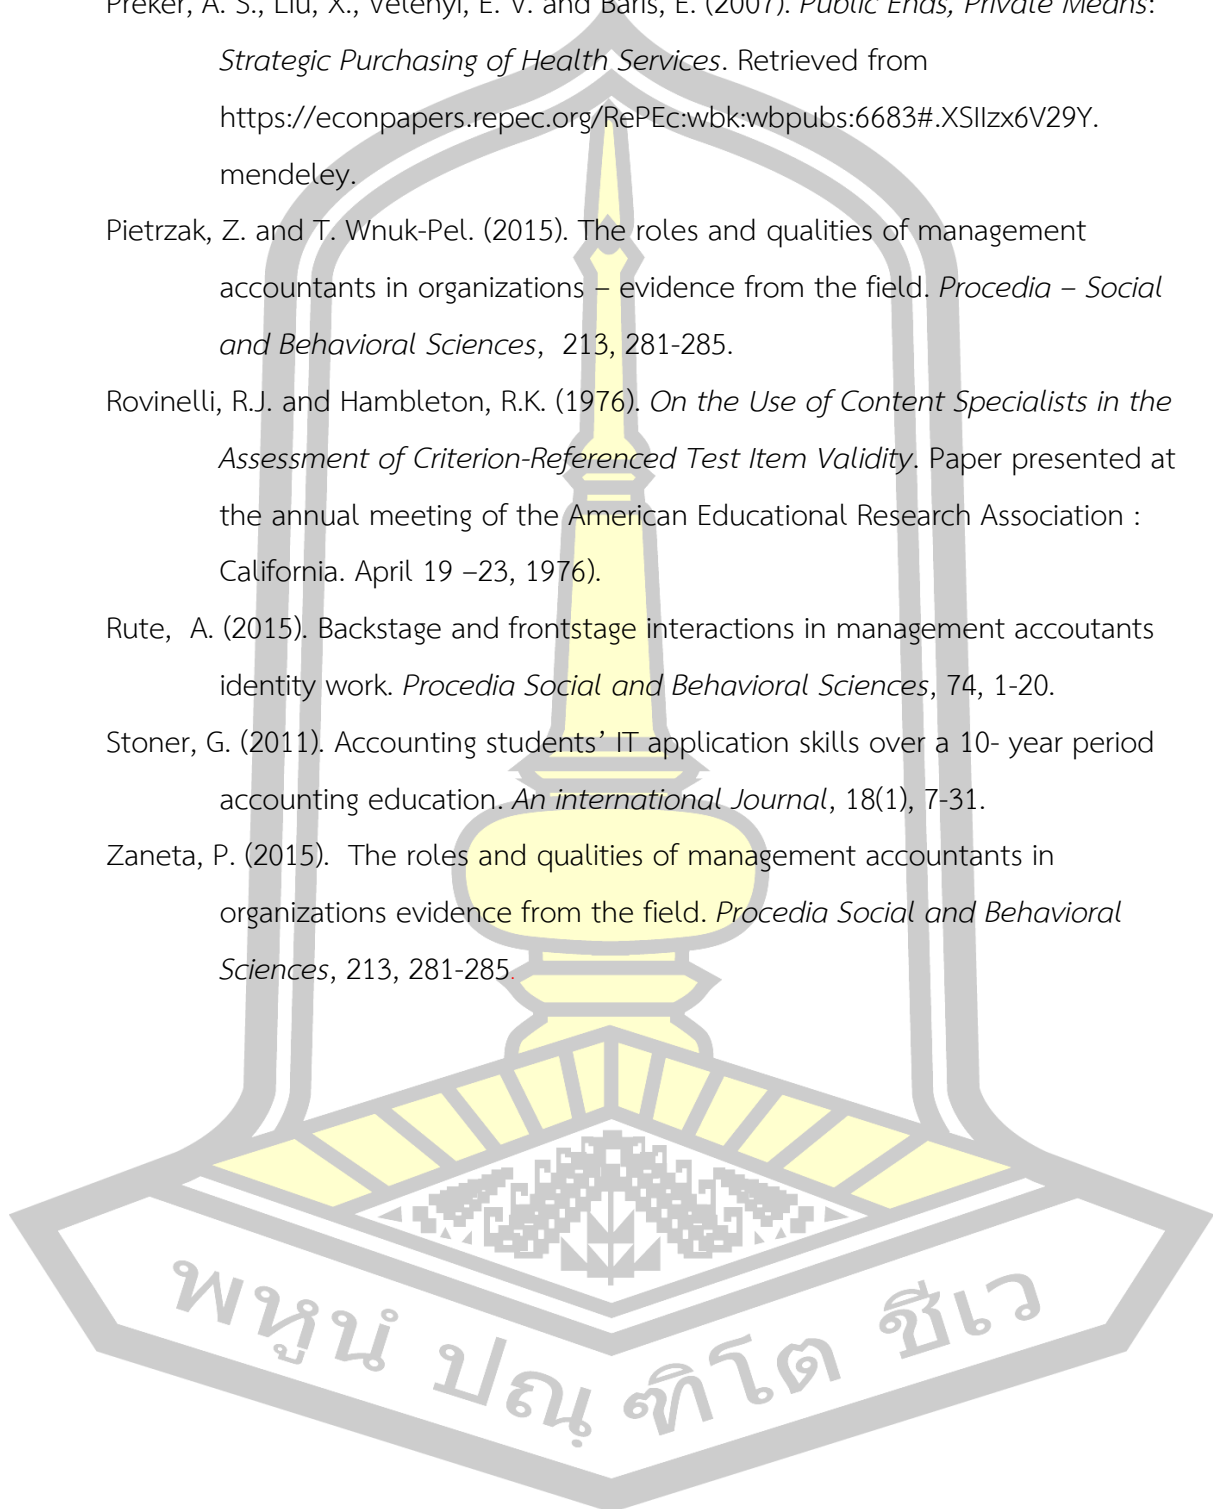 Preker, A. S., Liu, X., Velenyi, E. V. and Baris, E. (2007). Public Ends, Private Means:
Strategic Purchasing of Health Services. Retrieved from
https://econpapers.repec.org/RePEc:wbk:wbpubs:6683#.XSIIzx6V29Y.
mendeley.
Pietrzak, Z. and T. Wnuk-Pel. (2015). The roles and qualities of management
accountants in organizations – evidence from the field. Procedia – Social
and Behavioral Sciences,  213, 281-285.
Rovinelli, R.J. and Hambleton, R.K. (1976). On the Use of Content Specialists in the
Assessment of Criterion-Referenced Test Item Validity. Paper presented at
the annual meeting of the American Educational Research Association :
California. April 19 –23, 1976).
Rute,  A. (2015). Backstage and frontstage interactions in management accoutants
identity work. Procedia Social and Behavioral Sciences, 74, 1-20.
Stoner, G. (2011). Accounting students’ IT application skills over a 10- year period
accounting education. An international Journal, 18(1), 7-31.
Zaneta, P. (2015).  The roles and qualities of management accountants in
organizations evidence from the field. Procedia Social and Behavioral
Sciences, 213, 281-285.
พหูนํ ปณฺฑิโต ชีเว